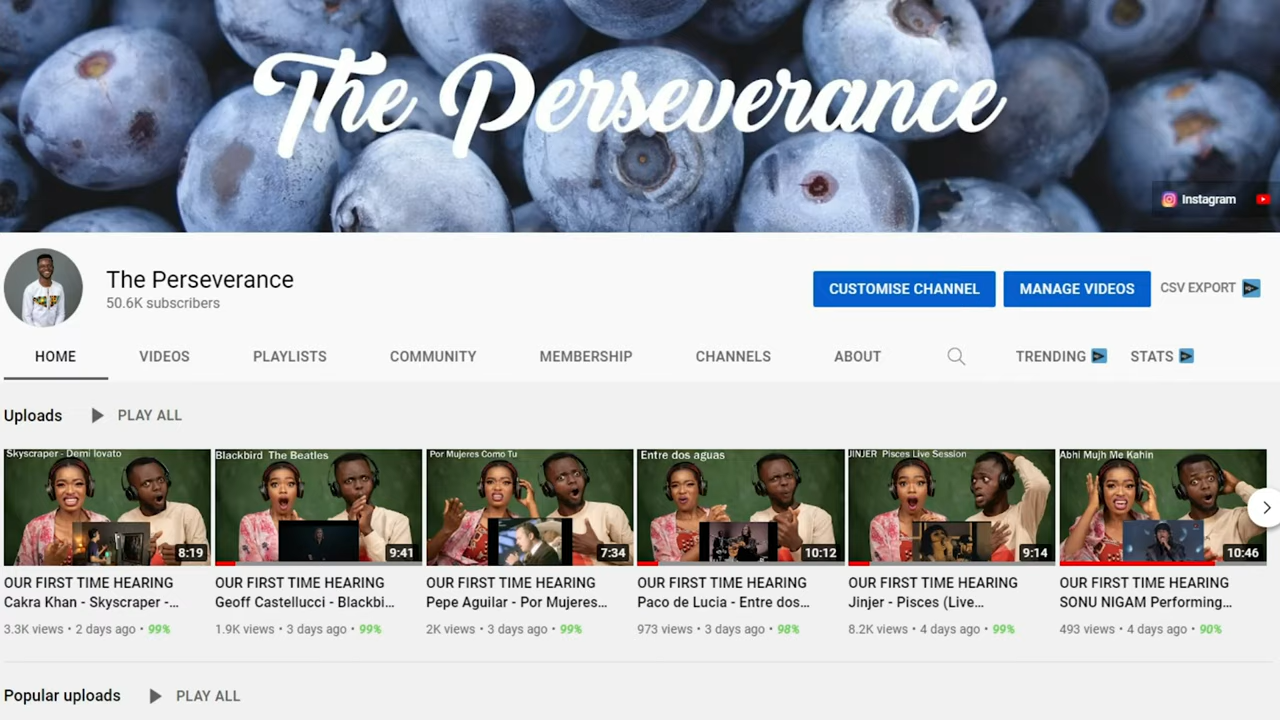 The Perseverance
Instagram
The Perseverance
50.6K subscribers
CUSTOMISE CHANNEL
MANAGE VIDEOS
CSV EXPORT
HOME
VIDEOS
PLAYLISTS
COMMUNITY
MEMBERSHIP
CHANNELS
ABOUT
TRENDING
STATS
Uploads
PLAY ALL
Skyscraper - Demi lovato
8:19
OUR FIRST TIME HEARING
Cakra Khan - Skyscraper -...
3.3K views • 2 days ago • 99%
Blackbird The Beatles
9:41
OUR FIRST TIME HEARING
Geoff Castellucci - Blackbi...
1.9K views • 3 days ago • 99%
Por Mujeres Como Tu
7:34
OUR FIRST TIME HEARING
Pepe Aguilar - Por Mujeres...
2K views • 3 days ago • 99%
Entre dos aguas
10:12
OUR FIRST TIME HEARING
Paco de Lucia - Entre dos...
973 views • 3 days ago • 98%
JINJER Pisces Live Session
9:14
OUR FIRST TIME HEARING
Jinjer - Pisces (Live...
8.2K views • 4 days ago • 99%
Abhi Mujh Me Kahin
10:46
OUR FIRST TIME HEARING
SONU NIGAM Performing...
493 views • 4 days ago • 90%
Popular uploads
PLAY ALL